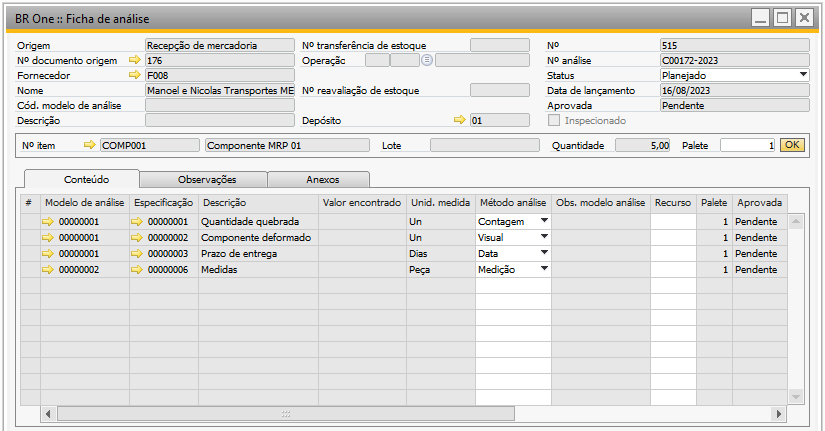 BR One :: Ficha de análise
Origem Recepção de mercadoria Nº transferência de estoque Nº 515
Nº documento origem 176 Operação Nº análise C00172-2023
Fornecedor F008 Status Planejado
Nome Manoel e Nicolas Transportes ME Nº reavaliação de estoque Data de lançamento 16/08/2023
Cód. modelo de análise Aprovada Pendente
Descrição Depósito 01 Inspecionado
Nº item COMP001 Componente MRP 01 Lote Quantidade 5,00 Palete 1 OK
Conteúdo Observações Anexos
# Modelo de análise Especificação Descrição Valor encontrado Unid. medida Método análise Obs. modelo análise Recurso Palete Aprovada
00000001 00000001 Quantidade quebrada Un Contagem 1 Pendente
00000001 00000002 Componente deformado Un Visual 1 Pendente
00000001 00000003 Prazo de entrega Dias Data 1 Pendente
00000002 00000006 Medidas Peça Medição 1 Pendente